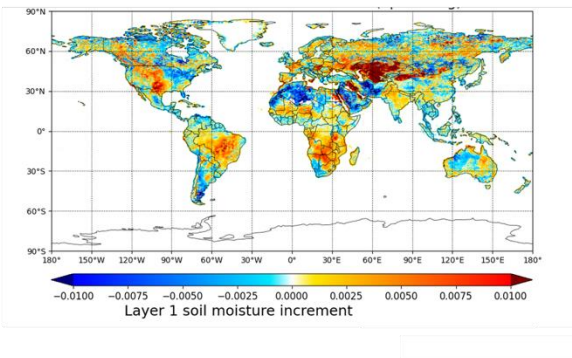 90°N
60°N
30°N
0°
30°S
60°S
90°S
180° 150°W 120°W 90°W 60°W 30°W 0° 30°E 60°E 90°E 120°E 150°E 180°
−0.0100 −0.0075 −0.0050 −0.0025 0.0000 0.0025 0.0050 0.0075 0.0100
Layer 1 soil moisture increment